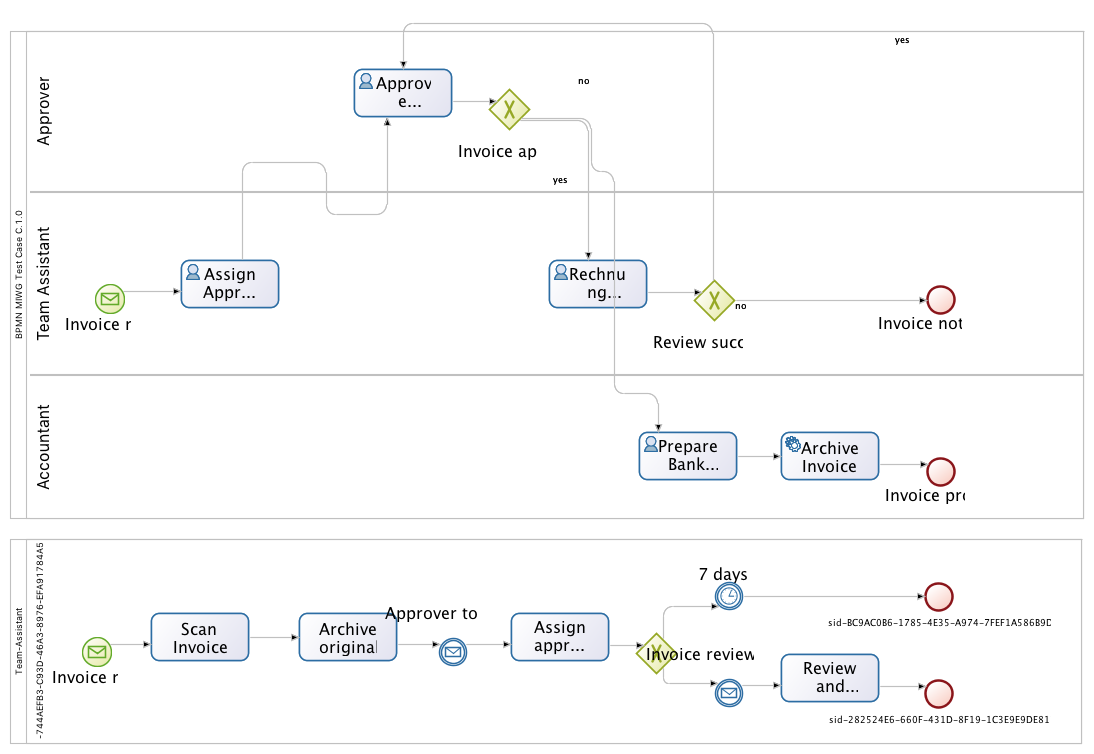 BPMN MIWG Test Case C.1.0
Approver
yes
no
Approv
e...
Invoice ap
yes
Team Assistant
Assign
Appr...
Invoice r
Rechnu
ng...
no
Review succ
Invoice not
Accountant
Prepare
Bank...
Archive
Invoice
Invoice pro
Team-Assistant
-744AEFB3-C93D-46A3-8976-EFA91784A5
7 days
Approver to
Scan
Invoice
Archive
original
Assign
appr...
Invoice r
Invoice review
sid-BC9AC0B6-1785-4E35-A974-7FEF1A586B9D
Review
and...
sid-282524E6-660F-431D-8F19-1C3E9E9DE81